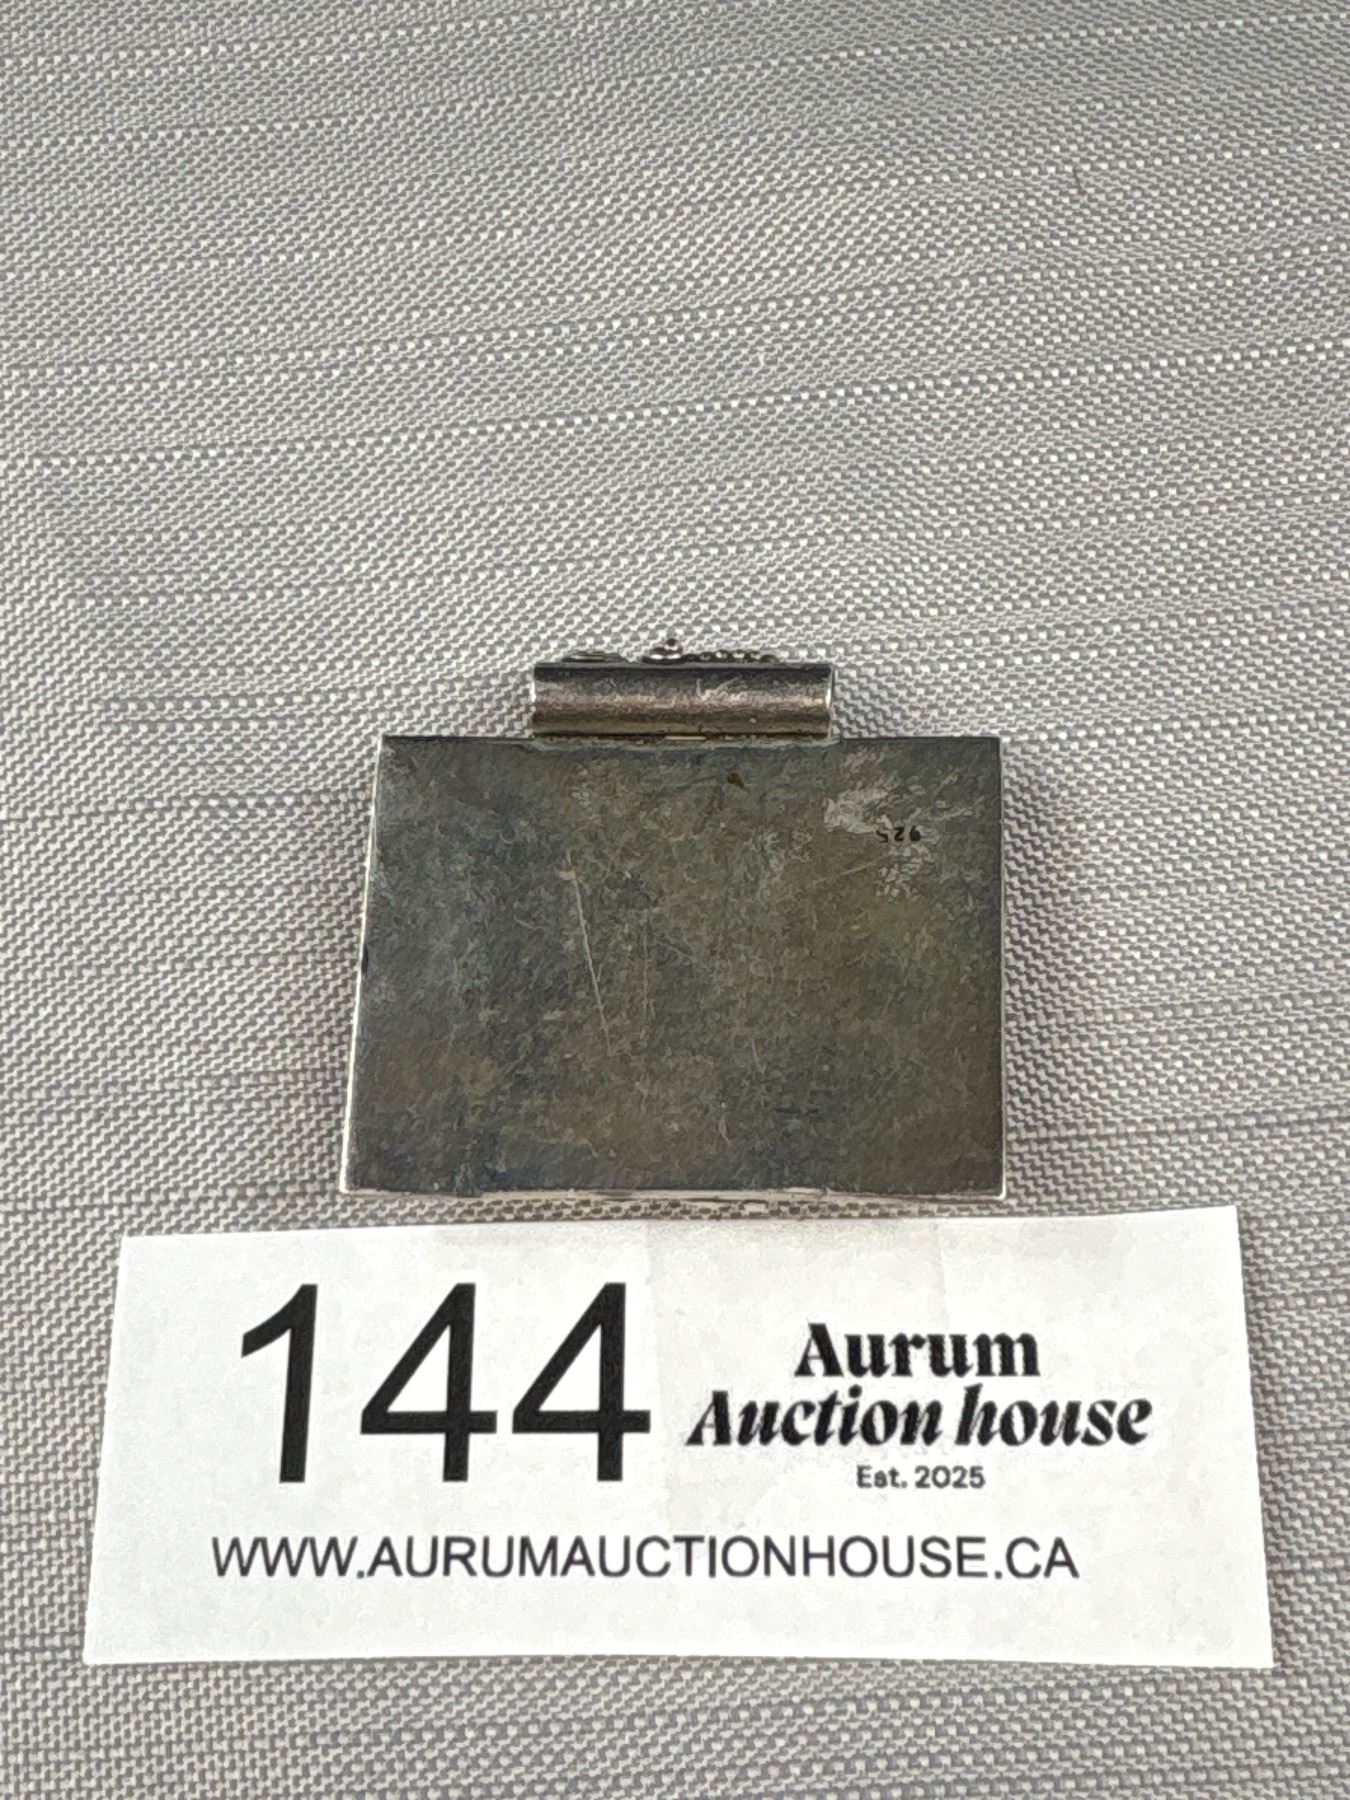 925
144
Aurum
Auction house
Est. 2025
WWW.AURUMAUCTIONHOUSE.CA